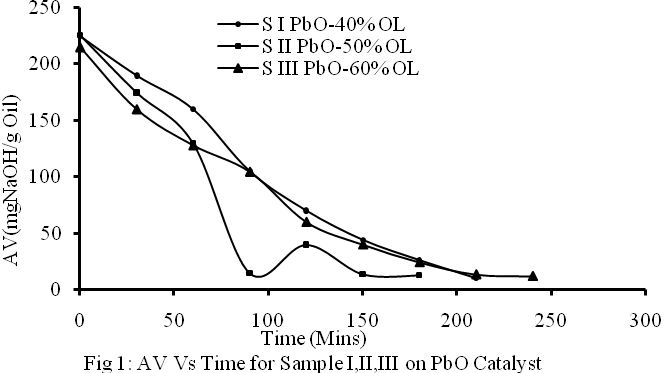 S I PbO-40%OL
S II PbO-50%OL
S III PbO-60%OL
AV(mgNaOH/g Oil)
250
200
150
100
50
0
0 50 100 150 200 250 300
Time (Mins)
Fig 1: AV Vs Time for Sample I,II,III on PbO Catalyst